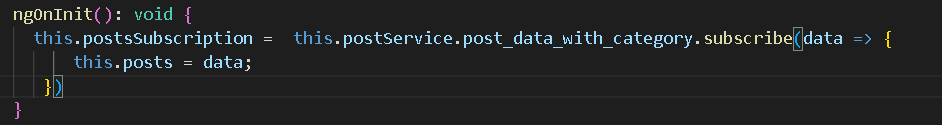 ngOnInit(): void {
this.postsSubscription =  this.postService.post_data_with_category.subscribe(data => {
this.posts = data;
})
}